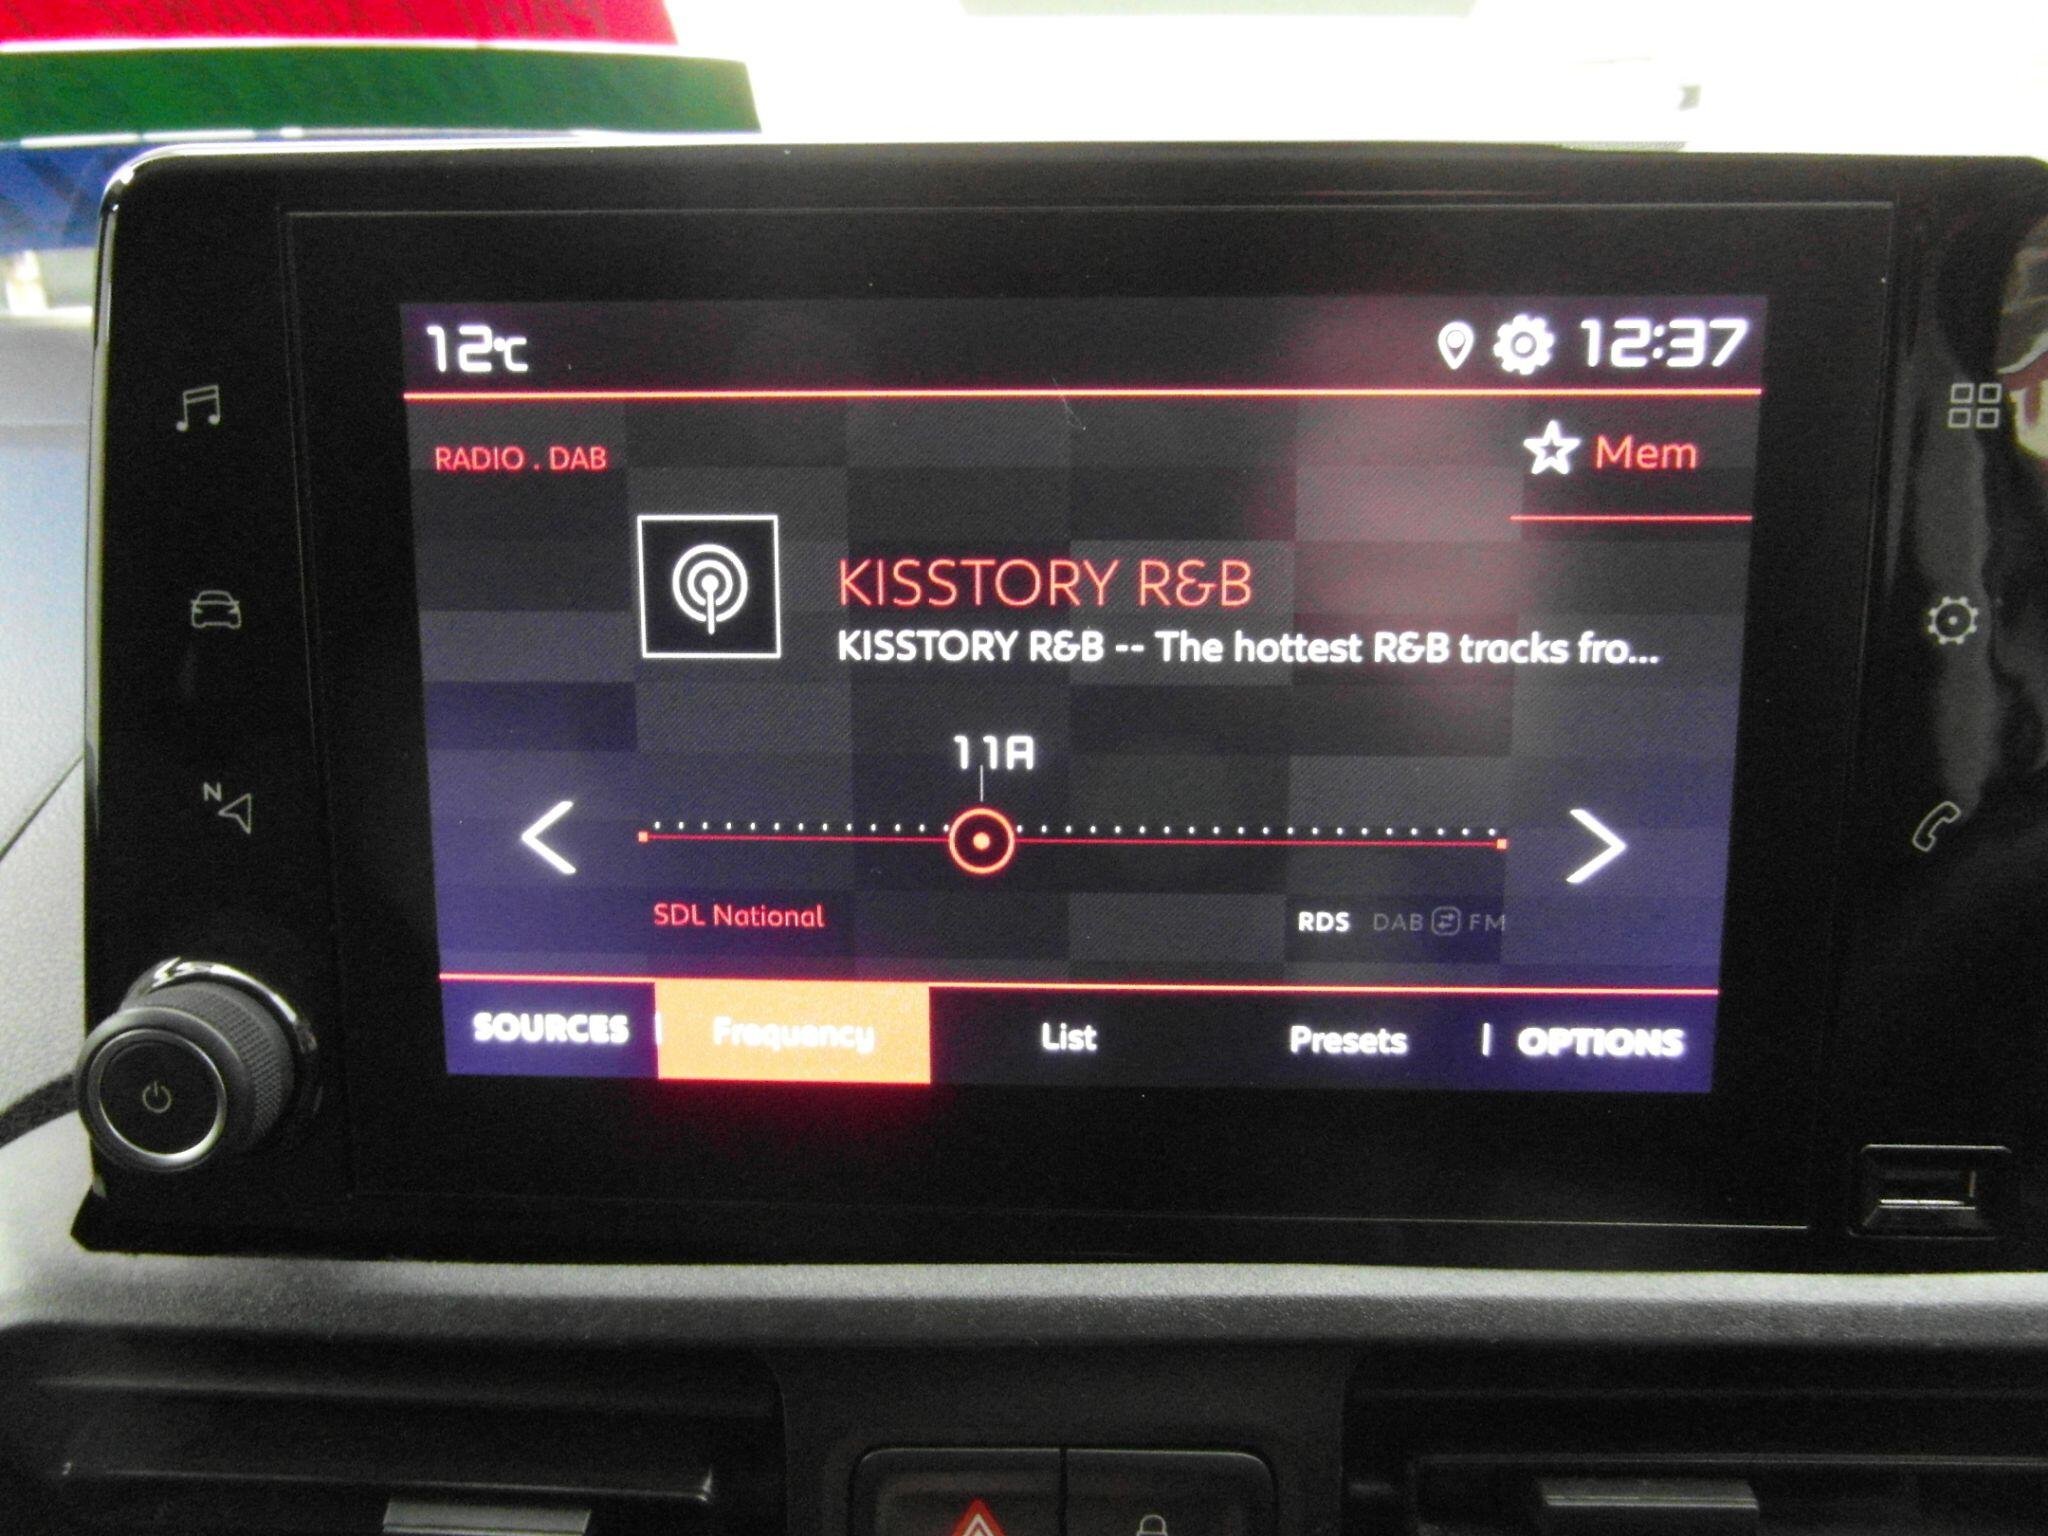 12°C 12:37
RADIO . DAB
Mem
KISSTORY R&B
KISSTORY R&B -- The hottest R&B tracks fro...
11A
N
SDL National
RDS DAB FM
SOURCES | Frequency List Presets | OPTIONS